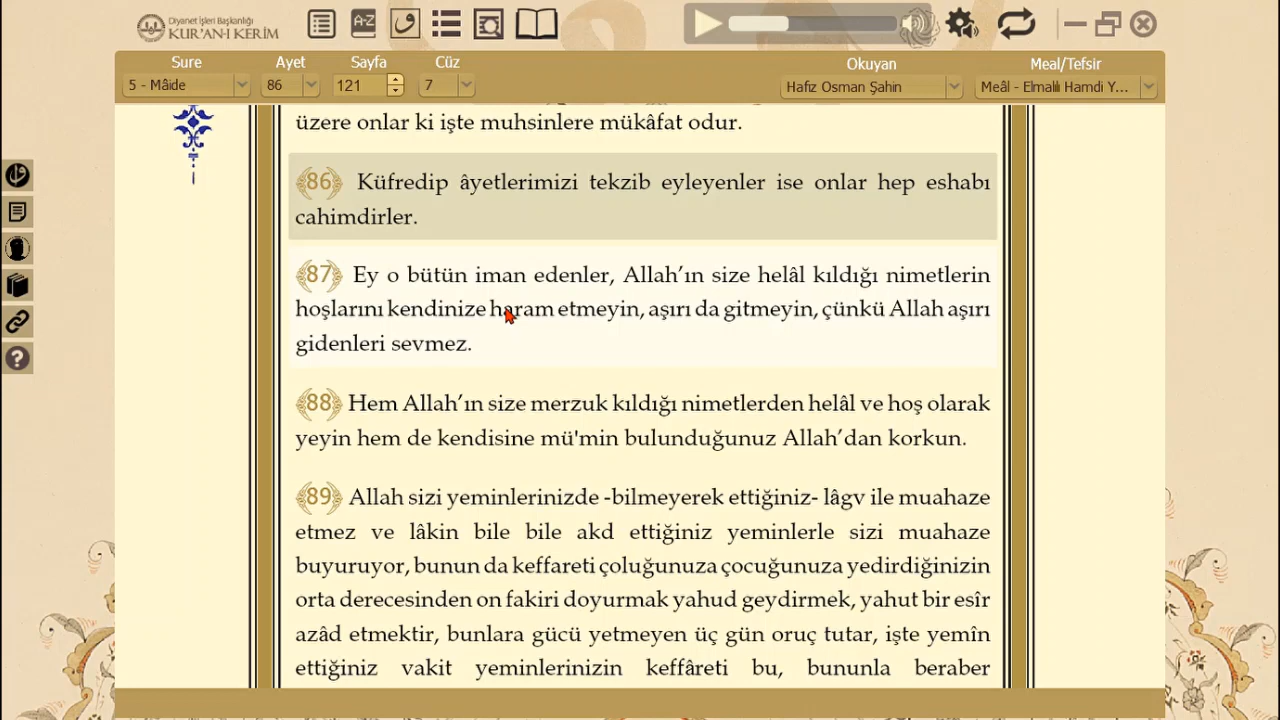 Diyanet İşleri Başkanlığı
KUR'AN-I KERİM
A-Z
Sure Ayet Sayfa Cüz Okuyan Meal/Tefsir
5 - Mâide 86 121 7 Hafız Osman Şahin Meâl - Elmalılı Hamdi Y...
üzere onlar ki işte muhsinlere mükâfat odur.
﴾86﴿ Küfredip âyetlerimizi tekzib eyleyenler ise onlar hep eshabı
cahimdirler.
﴾87﴿ Ey o bütün iman edenler, Allah’ın size helâl kıldığı nimetlerin
hoşlarını kendinize haram etmeyin, aşırı da gitmeyin, çünkü Allah aşırı
gidenleri sevmez.
﴾88﴿ Hem Allah’ın size merzuk kıldığı nimetlerden helâl ve hoş olarak
yeyin hem de kendisine mü'min bulunduğunuz Allah’dan korkun.
﴾89﴿ Allah sizi yeminlerinizde -bilmeyerek ettiğiniz- lâgv ile muahaze
etmez ve lâkin bile bile akd ettiğiniz yeminlerle sizi muahaze
buyuruyor, bunun da keffareti çoluğunuza çocuğunuza yedirdiğinizin
orta derecesinden on fakiri doyurmak yahud geydirmek, yahut bir esîr
azâd etmektir, bunlara gücü yetmeyen üç gün oruç tutar, işte yemîn
ettiğiniz vakit yeminlerinizin keffâreti bu, bununla beraber